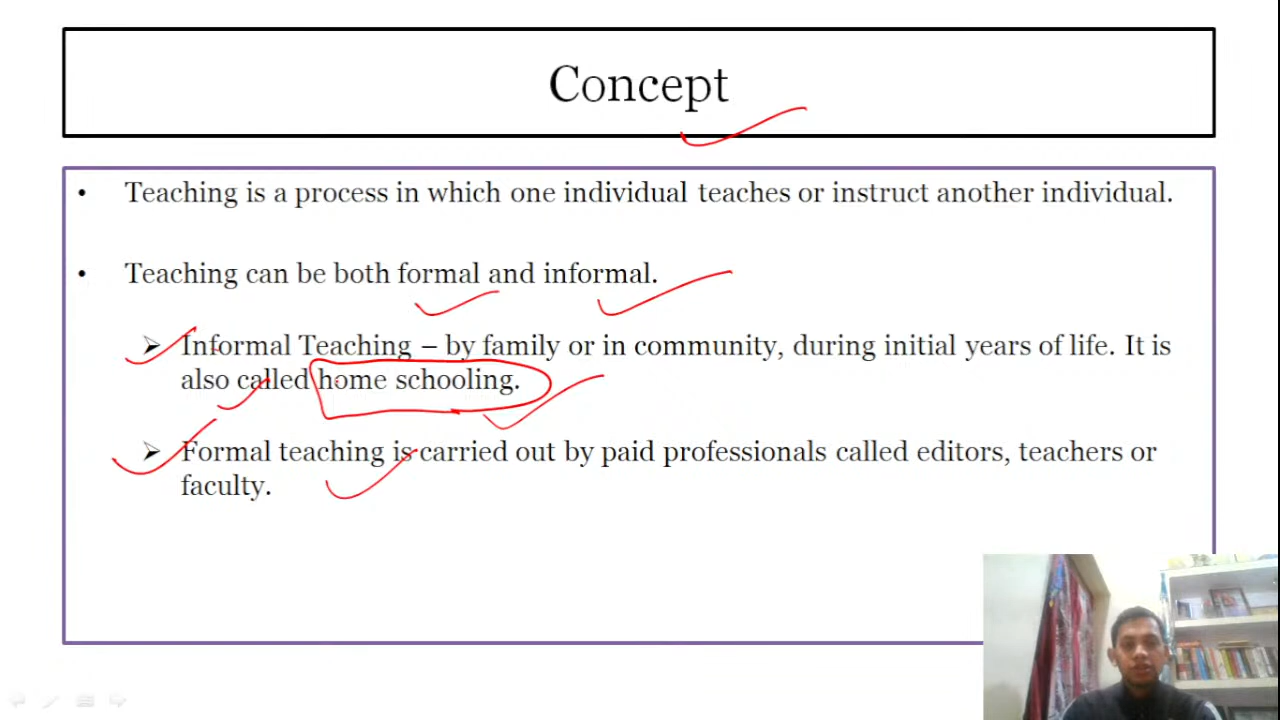 Concept
• Teaching is a process in which one individual teaches or instruct another individual.
• Teaching can be both formal and informal.
➢ Informal Teaching – by family or in community, during initial years of life. It is
also called home schooling.
➢ Formal teaching is carried out by paid professionals called editors, teachers or
faculty.